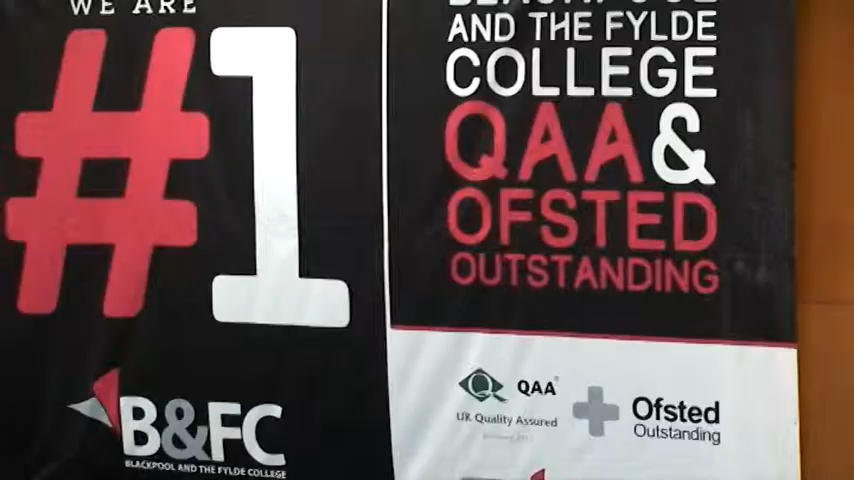 WE ARE
#1
B&FC
BLACKPOOL AND THE FYLDE COLLEGE
AND THE FYLDE
COLLEGE
QAA&
OFSTED
OUTSTANDING
QAA
UK Quality Assured
Ofsted
Outstanding